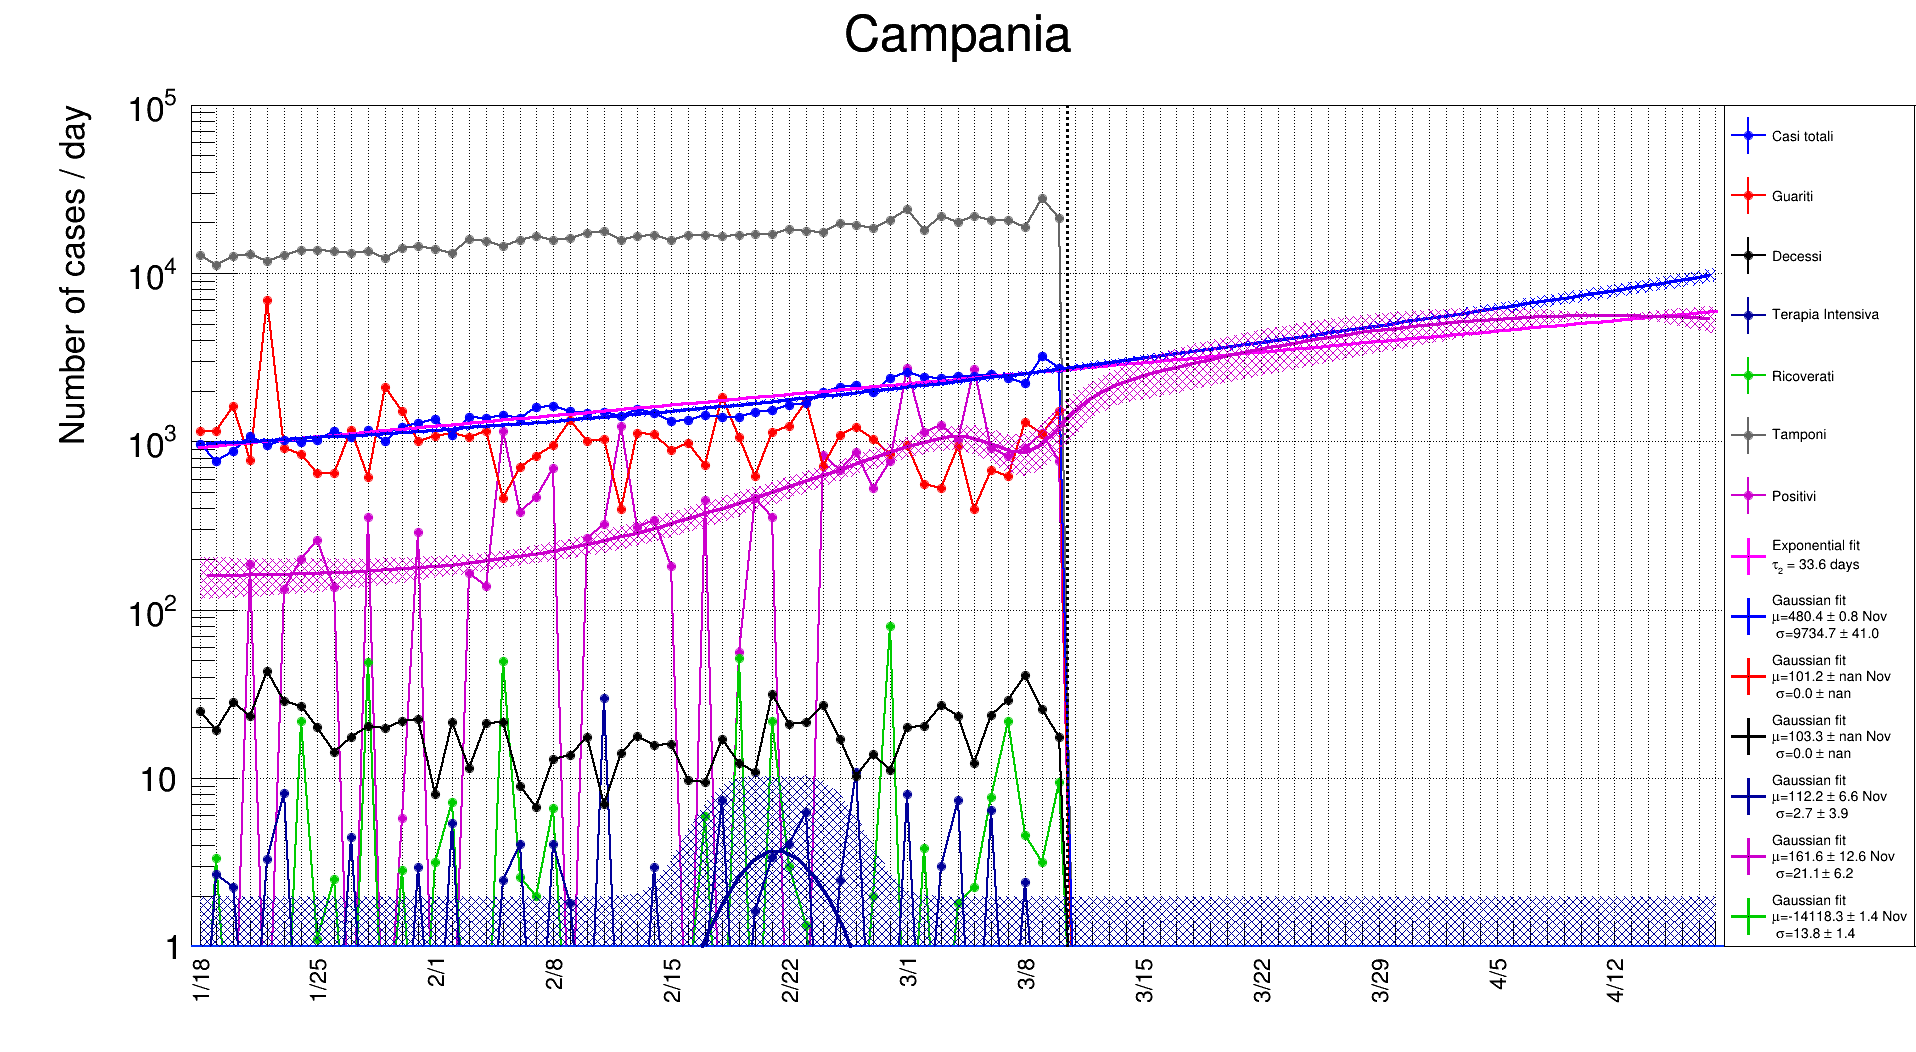 Campania
Number of cases / day
10^5
10^4
10^3
10^2
10
1
1/18
1/25
2/1
2/8
2/15
2/22
3/1
3/8
3/15
3/22
3/29
4/5
4/12
Casi totali
Guariti
Decessi
Terapia Intensiva
Ricoverati
Tamponi
Positivi
Exponential fit
τ₂ = 33.6 days
Gaussian fit
μ=480.4 ± 0.8 Nov
σ=9734.7 ± 41.0
Gaussian fit
μ=101.2 ± nan Nov
σ=0.0 ± nan
Gaussian fit
μ=103.3 ± nan Nov
σ=0.0 ± nan
Gaussian fit
μ=112.2 ± 6.6 Nov
σ=2.7 ± 3.9
Gaussian fit
μ=161.6 ± 12.6 Nov
σ=21.1 ± 6.2
Gaussian fit
μ=-14118.3 ± 1.4 Nov
σ=13.8 ± 1.4